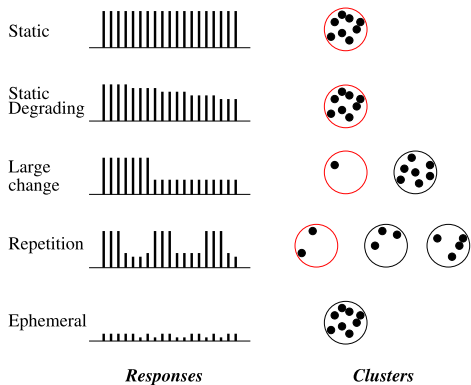 Static
Static
Degrading
Large
change
Repetition
Ephemeral
Responses Clusters